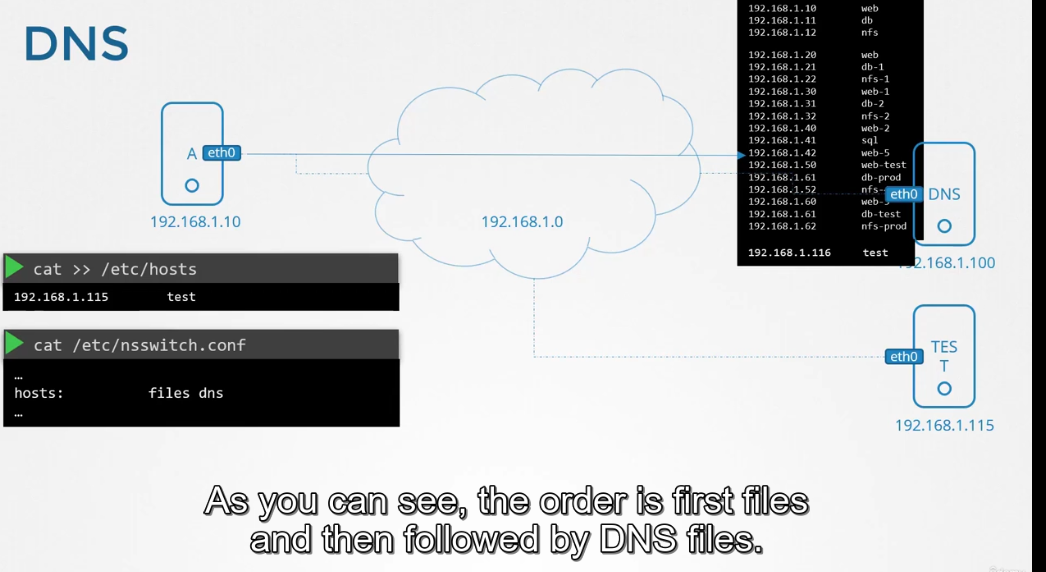 DNS
192.168.1.10 web
192.168.1.11 db
192.168.1.12 nfs
192.168.1.20 web
192.168.1.21 db-1
192.168.1.22 nfs-1
192.168.1.30 web-1
192.168.1.31 db-2
192.168.1.32 nfs-2
192.168.1.40 web-2
192.168.1.41 sql
192.168.1.42 web-5
192.168.1.50 web-test
192.168.1.61 db-prod
192.168.1.52 nfs-
192.168.1.60 web-
192.168.1.61 db-test
192.168.1.62 nfs-prod
192.168.1.116 test
A eth0
192.168.1.10
192.168.1.0
eth0 DNS
2.168.1.100
cat >> /etc/hosts
192.168.1.115 test
cat /etc/nsswitch.conf
…
hosts: files dns
…
eth0
TES
T
192.168.1.115
As you can see, the order is first files
and then followed by DNS files.